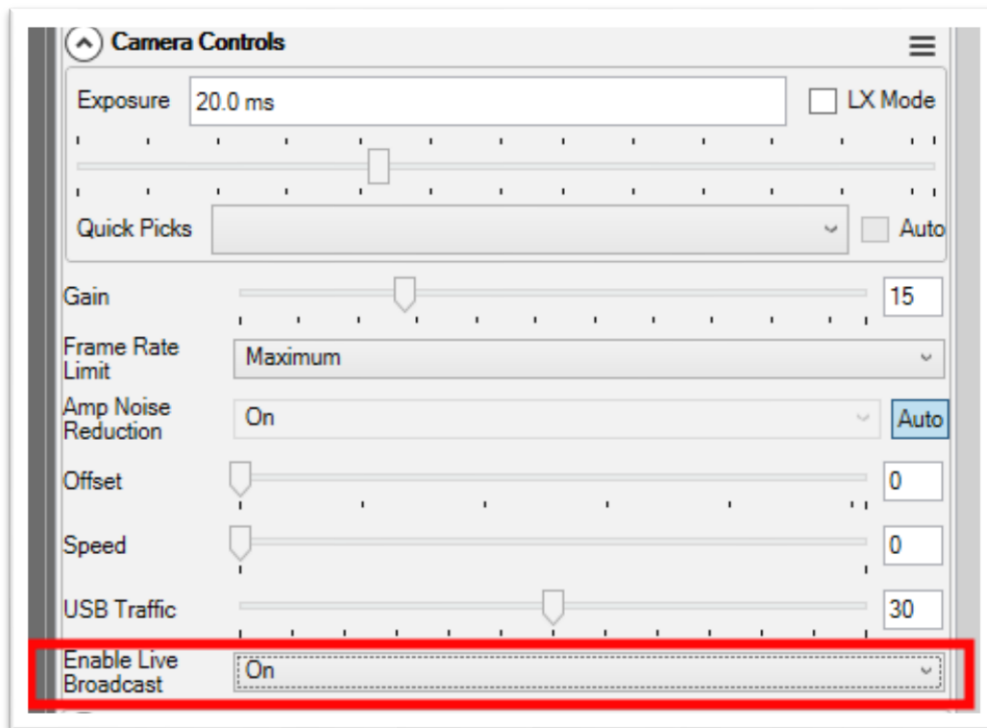 Camera Controls
Exposure 20.0 ms LX Mode
Quick Picks Auto
Gain 15
Frame Rate
Limit
Maximum
Amp Noise
Reduction
On Auto
Offset 0
Speed 0
USB Traffic 30
Enable Live
Broadcast
On